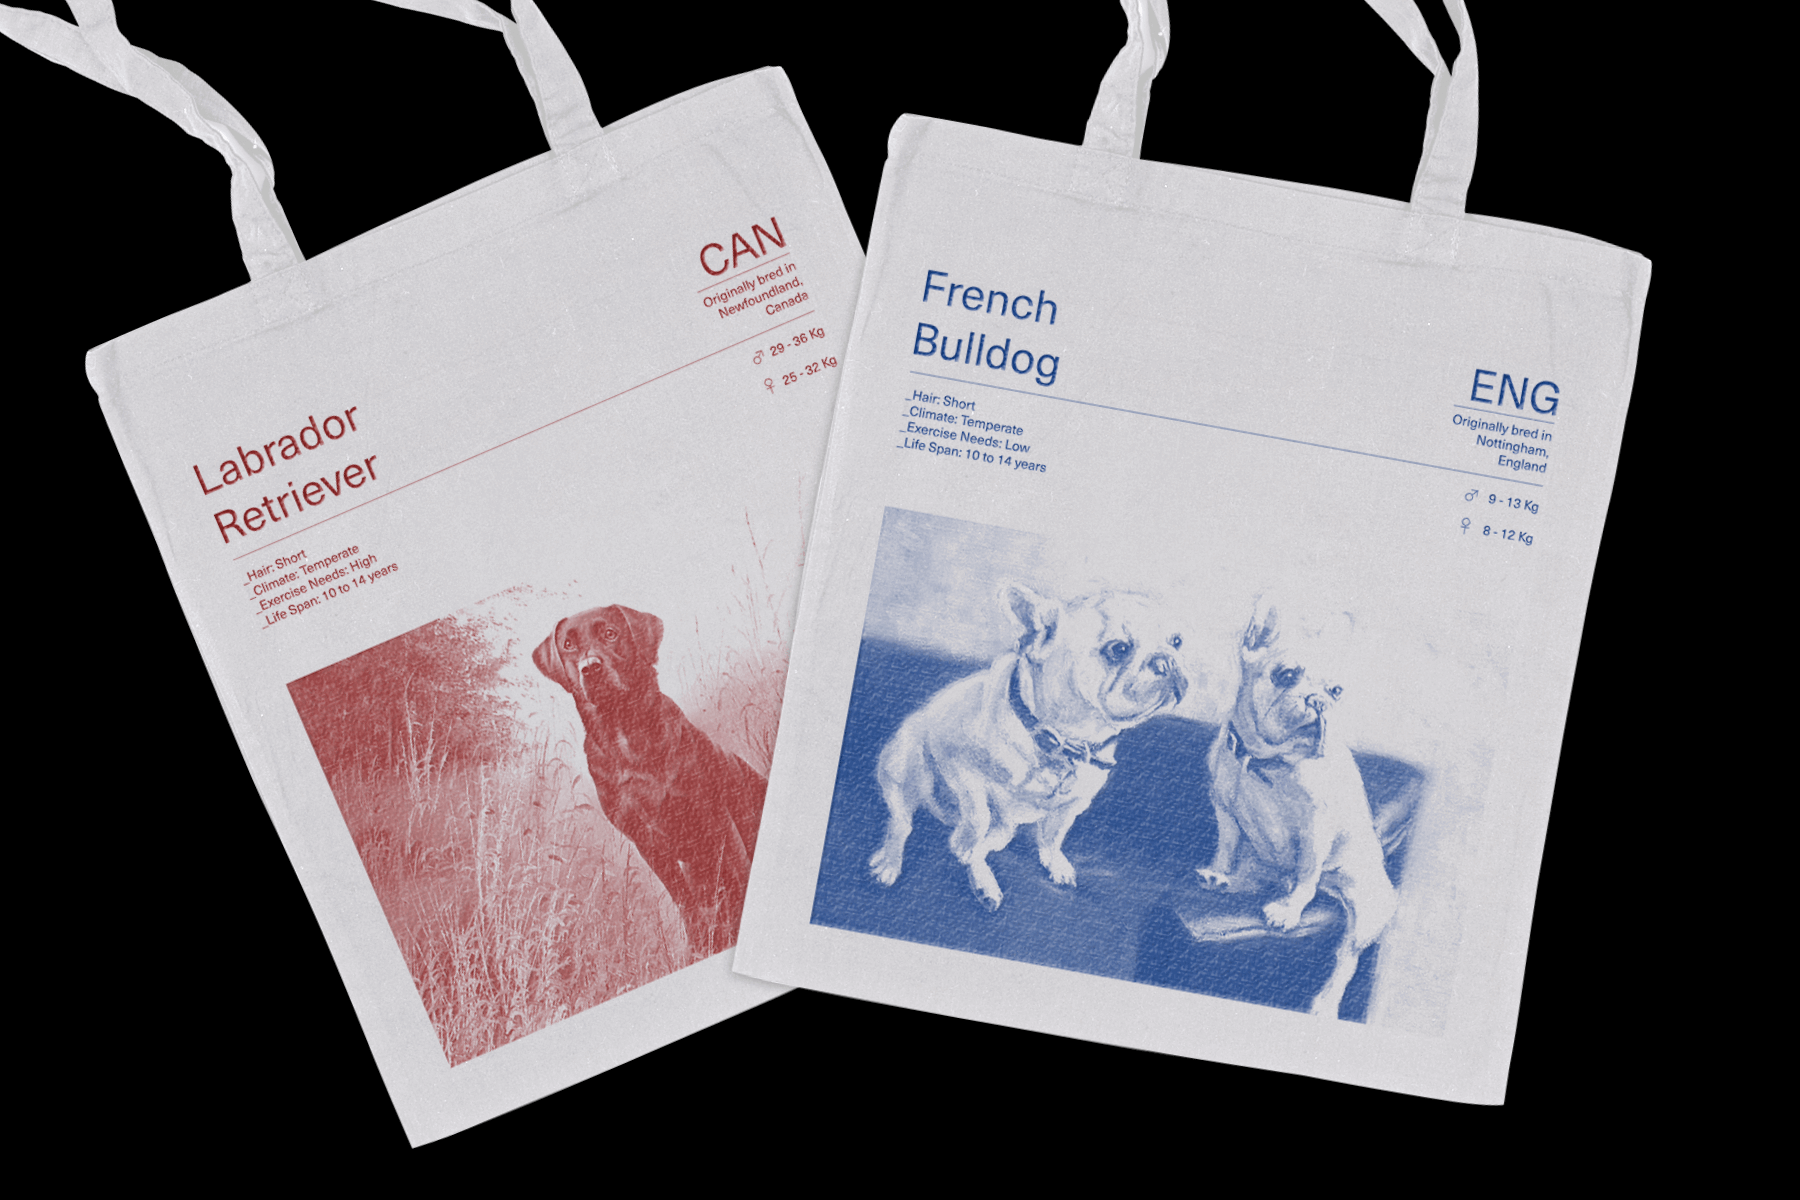 CAN
Originally bred in
Newfoundland,
Canada
♂ 29 - 36 Kg
♀ 25 - 32 Kg
Labrador
Retriever
_Hair: Short
_Climate: Temperate
_Exercise Needs: High
_Life Span: 10 to 14 years
French
Bulldog
_Hair: Short
_Climate: Temperate
_Exercise Needs: Low
_Life Span: 10 to 14 years
ENG
Originally bred in
Nottingham,
England
♂ 9 - 13 Kg
♀ 8 - 12 Kg